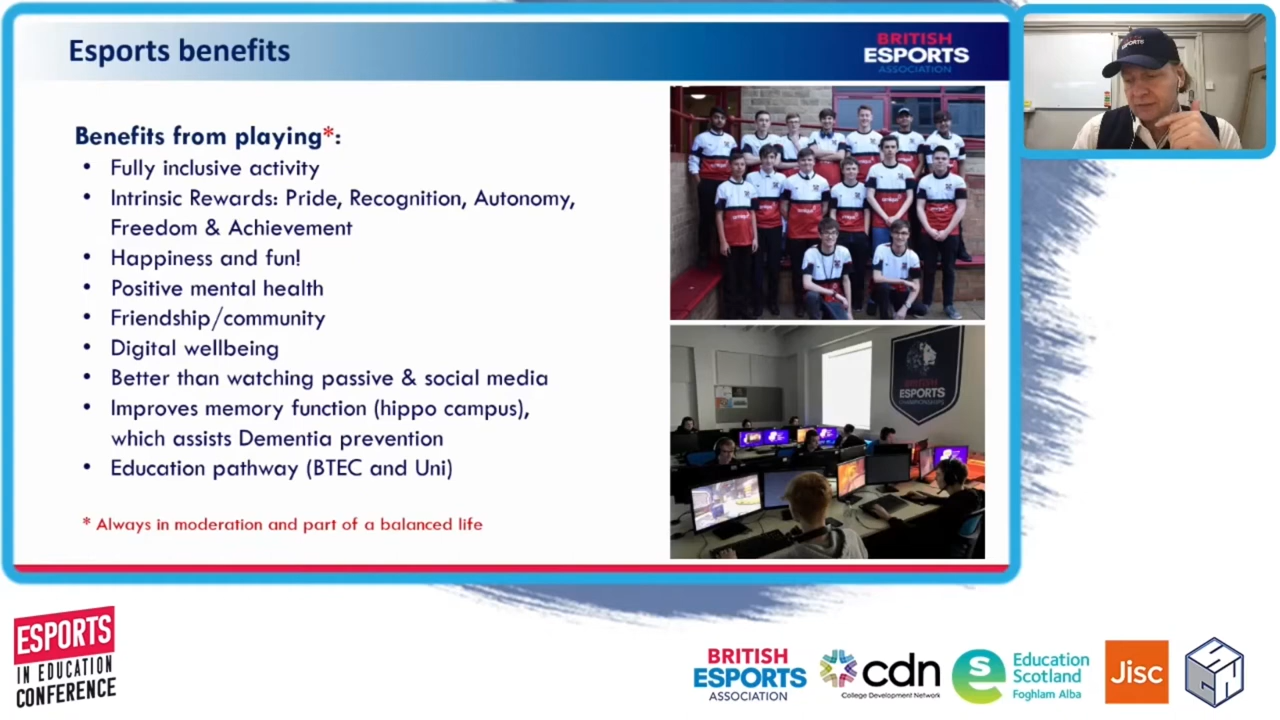 Esports benefits
BRITISH
ESPORTS
ASSOCIATION
Benefits from playing*:
• Fully inclusive activity
• Intrinsic Rewards: Pride, Recognition, Autonomy,
Freedom & Achievement
• Happiness and fun!
• Positive mental health
• Friendship/community
• Digital wellbeing
• Better than watching passive & social media
• Improves memory function (hippo campus),
which assists Dementia prevention
• Education pathway (BTEC and Uni)
* Always in moderation and part of a balanced life
ESPORTS
BRITISH
ESPORTS
CHAMPIONSHIPS
ESPORTS
IN EDUCATION
CONFERENCE
BRITISH
ESPORTS
ASSOCIATION
cdn
College Development Network
Education
Scotland
Foghlam Alba
Jisc